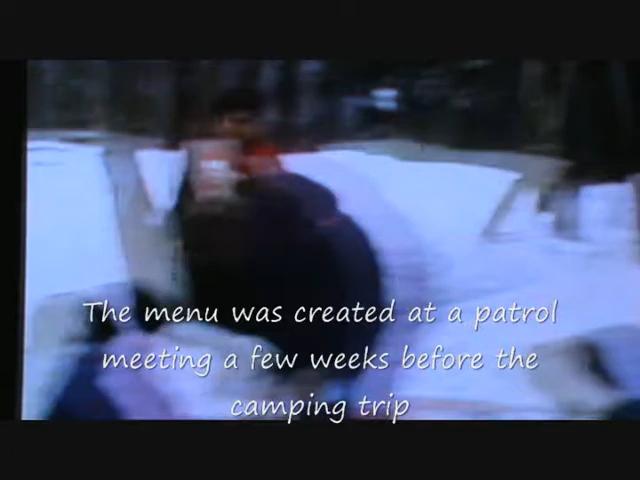 The menu was created at a patrol
meeting a few weeks before the
camping trip